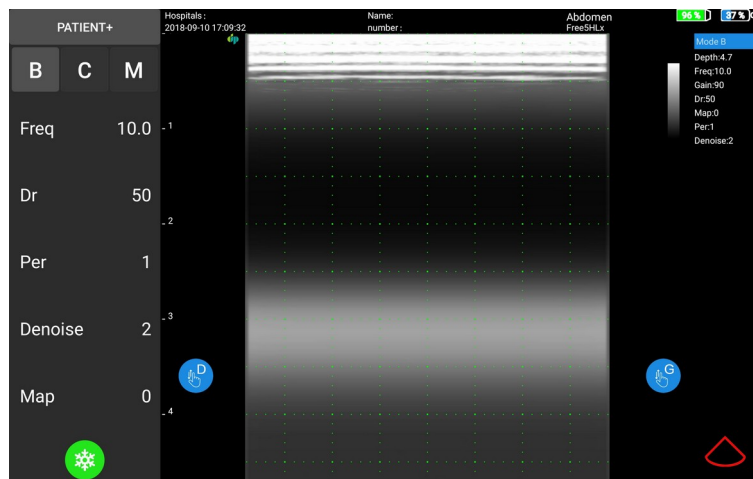 PATIENT+
B C M
Freq 10.0
Dr 50
Per 1
Denoise 2
Map 0
Hospitals :
2018-09-10 17:09:32
Name:
number :
Abdomen
Free5HLx
96 %
37 %
Mode B
Depth:4.7
Freq:10.0
Gain:90
Dr:50
Map:0
Per:1
Denoise:2
1
2
3
4
D
G